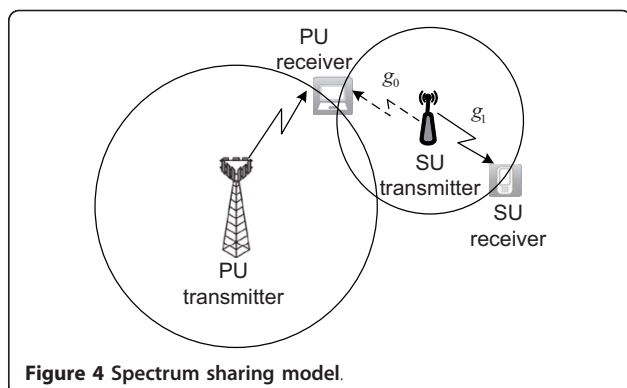 PU
receiver
g0
g1
SU
transmitter
SU
receiver
PU
transmitter
Figure 4 Spectrum sharing model.